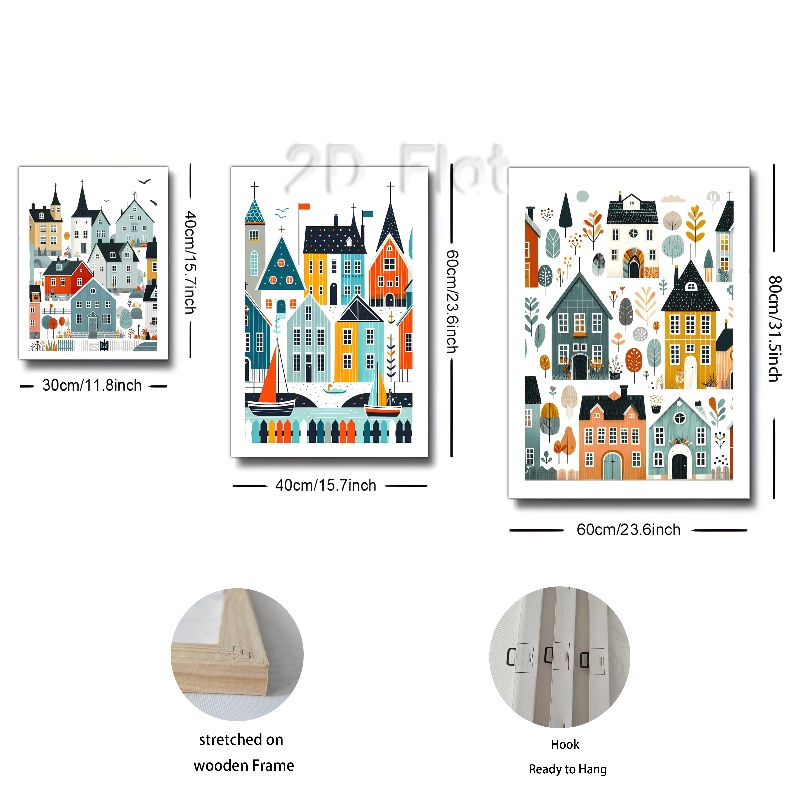 2D Flat
40cm/15.7inch
30cm/11.8inch
60cm/23.6inch
40cm/15.7inch
80cm/31.5inch
60cm/23.6inch
stretched on
wooden Frame
Hook
Ready to Hang